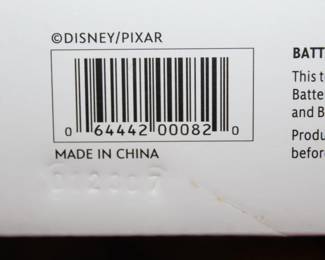 ©DISNEY/PIXAR
0 64442 00082 0
MADE IN CHINA
BATT
This t
Batte
and B
Produ
befor